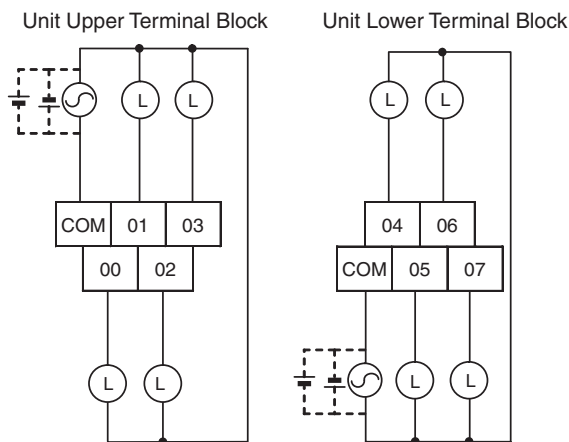 Unit Upper Terminal Block
L L
COM 01 03
00 02
L L
Unit Lower Terminal Block
L L
04 06
COM 05 07
L L